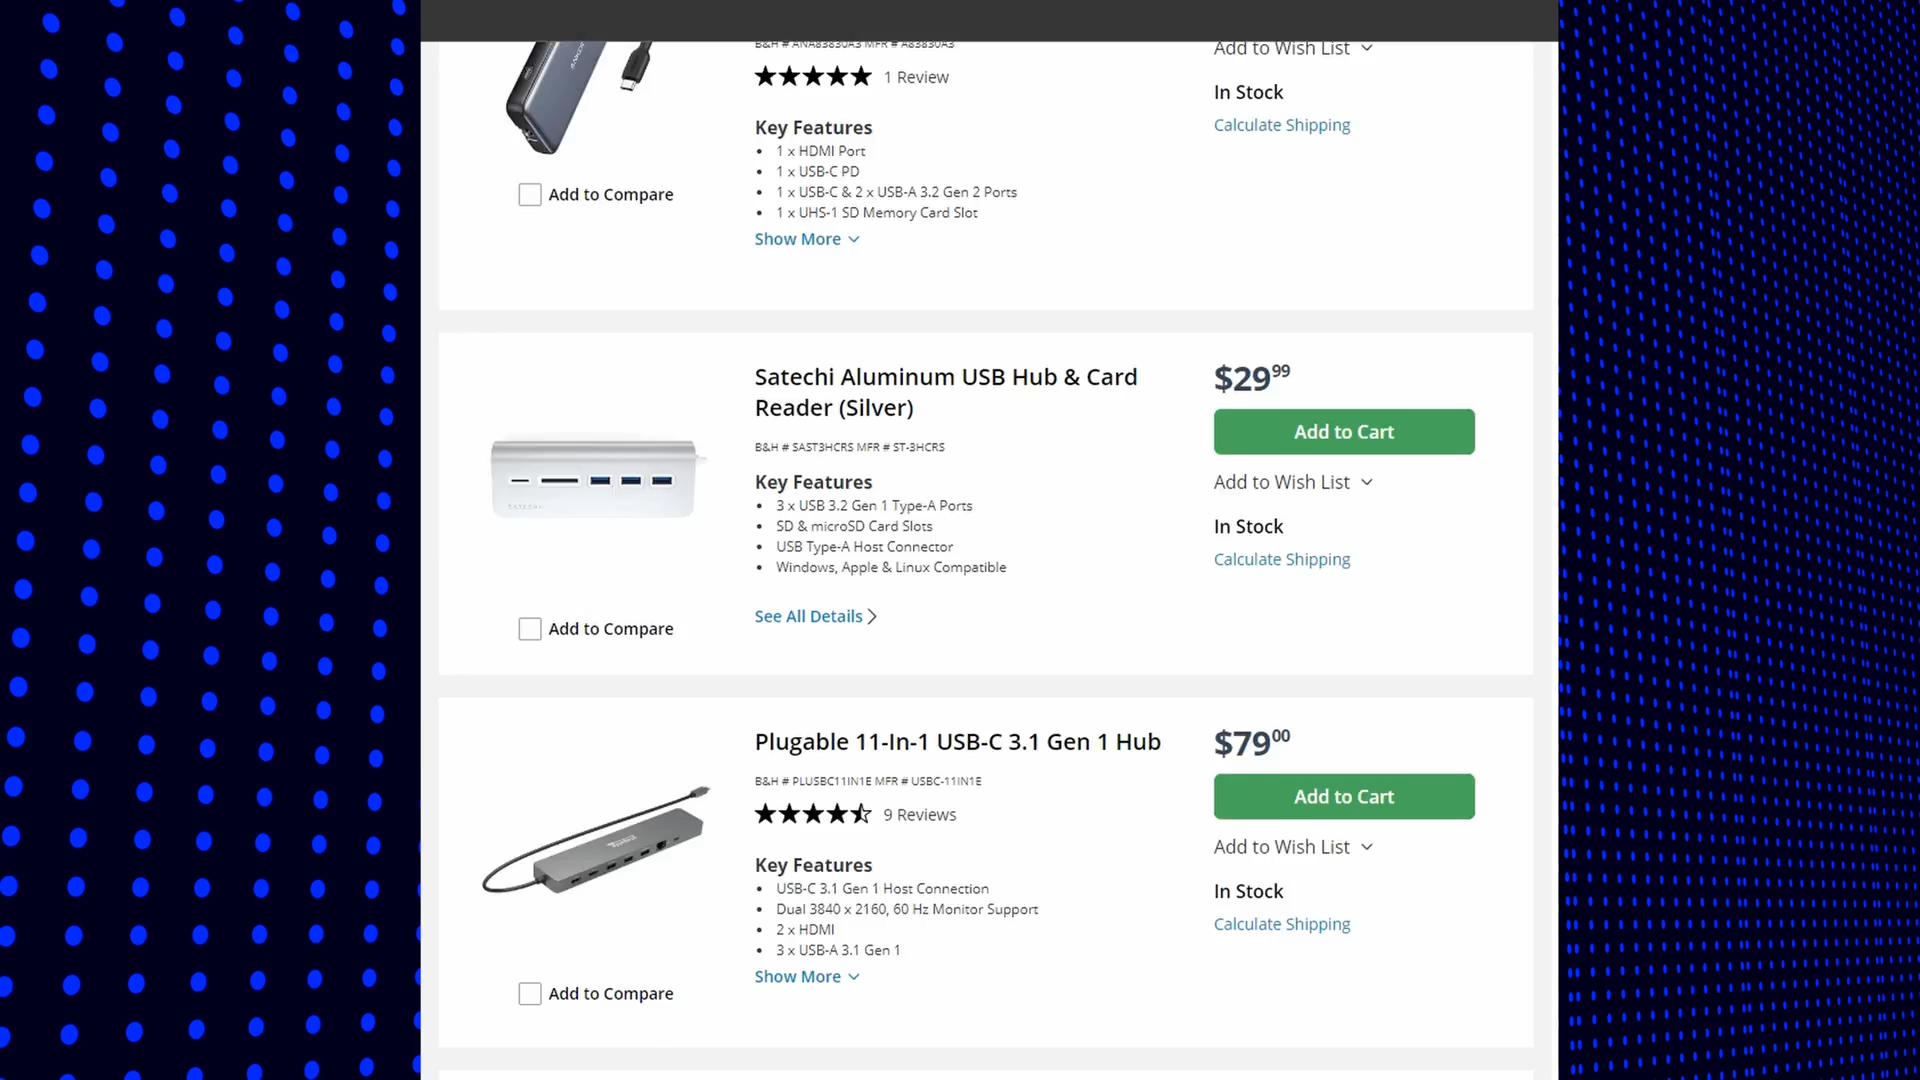 B&H # ANA83830A3 MFR # A83830A3
1 Review
Key Features
1 x HDMI Port
1 x USB-C PD
1 x USB-C & 2 x USB-A 3.2 Gen 2 Ports
1 x UHS-1 SD Memory Card Slot
Show More
Add to Compare
Add to Wish List
In Stock
Calculate Shipping
Satechi Aluminum USB Hub & Card
Reader (Silver)
B&H # SAST3HCRS MFR # ST-3HCRS
Key Features
3 x USB 3.2 Gen 1 Type-A Ports
SD & microSD Card Slots
USB Type-A Host Connector
Windows, Apple & Linux Compatible
See All Details
SATECHI
Add to Compare
$29 99
Add to Cart
Add to Wish List
In Stock
Calculate Shipping
Plugable 11-In-1 USB-C 3.1 Gen 1 Hub
B&H # PLUSBC11IN1E MFR # USBC-11IN1E
9 Reviews
Key Features
USB-C 3.1 Gen 1 Host Connection
Dual 3840 x 2160, 60 Hz Monitor Support
2 x HDMI
3 x USB-A 3.1 Gen 1
Show More
Add to Compare
$79 00
Add to Cart
Add to Wish List
In Stock
Calculate Shipping